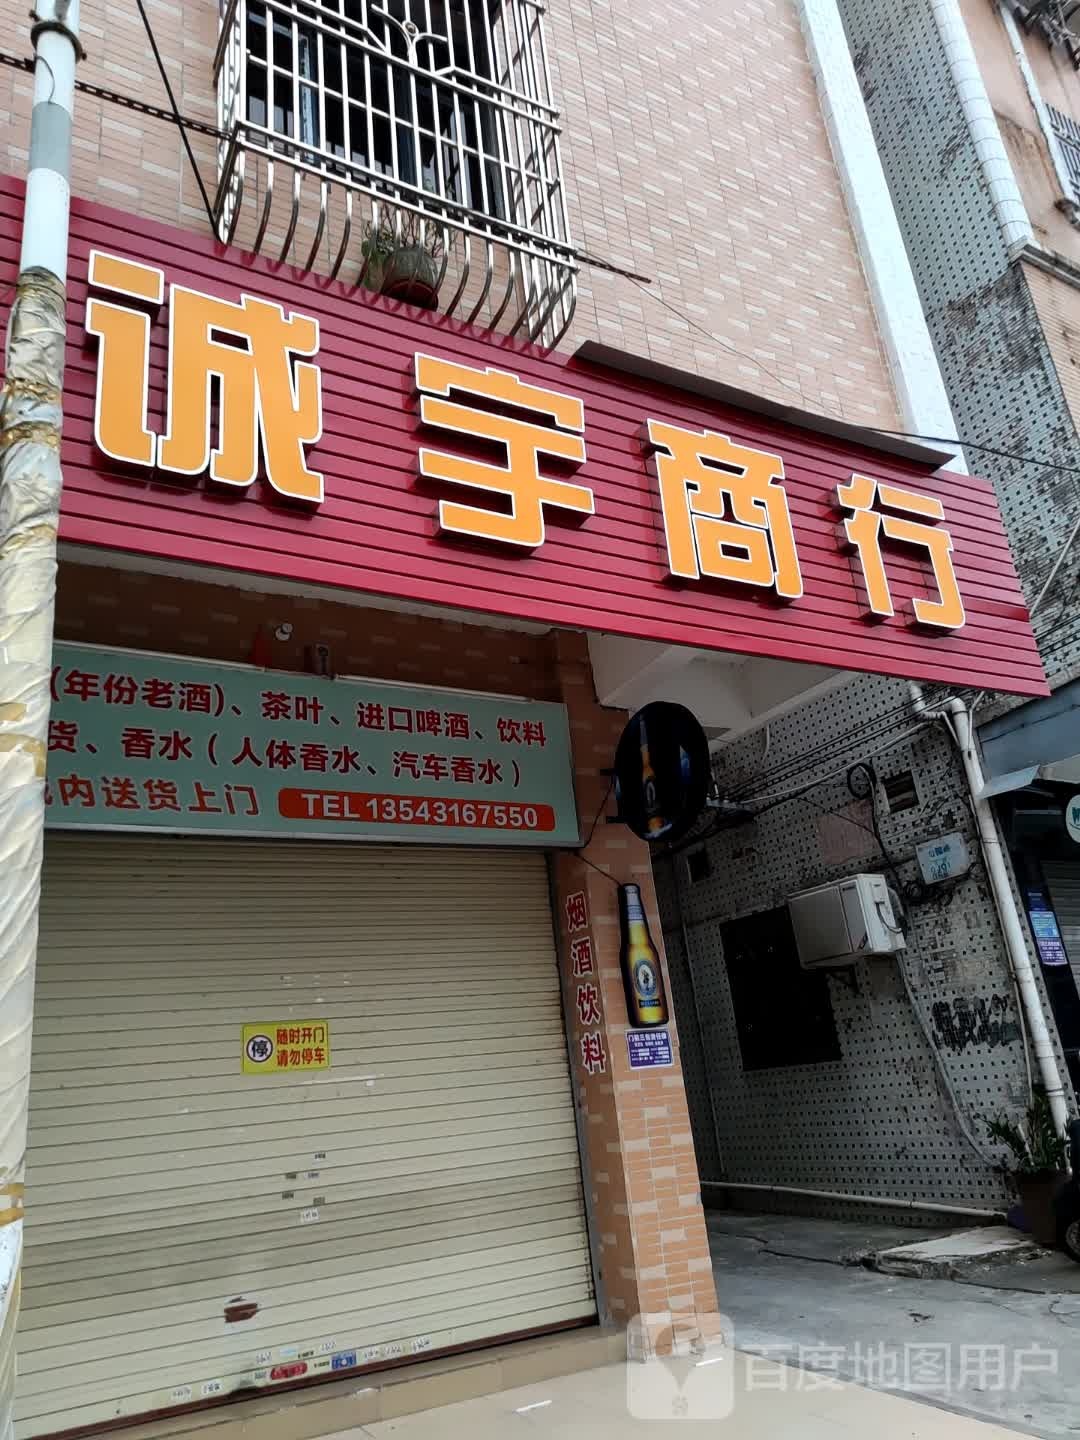 诚宇商行
(年份老酒)、茶叶、进口啤酒、饮料
货、香水(人体香水、汽车香水)
内送货上门 TEL 13543167550
烟酒饮料
停
随时开门
请勿停车
百度地图用户